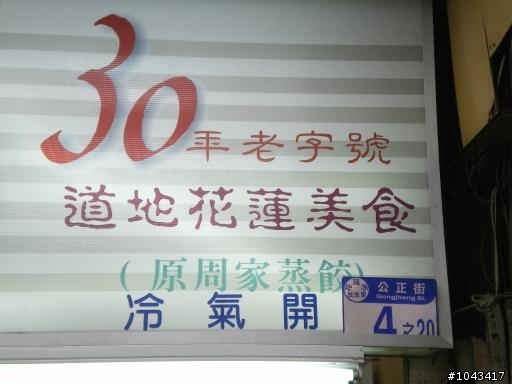 30年老字號
道地花蓮美食
(原周家蒸餃)
冷氣開
公正街
Gongjheng St.
4之20
#1043417